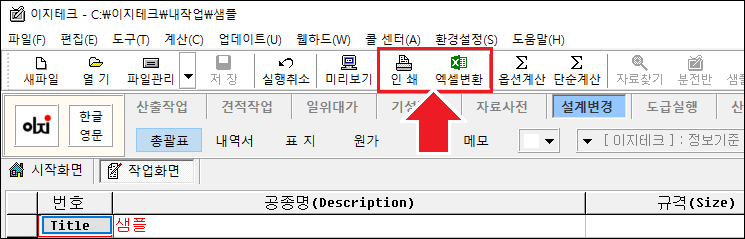 이지테크 - C:\이지테크\내작업\샘플
파일(F) 편집(E) 도구(T) 계산(C) 업데이트(U) 웹하드(W) 콜 센터(A) 환경설정(S) 도움말(H)
새파일 열 기 파일관리 저 장 실행취소 미리보기 인 쇄 엑셀변환 옵션계산 단순계산 자료찾기 분전반
산출작업 견적작업 일위대가 자료사전 설계변경 도급실행
한글
영문
총괄표 내역서 표 지 원가 메모 [ 이지테크 ] : 정보기준
시작화면 작업화면
번호 공종명(Description) 규격(Size)
Title 샘플